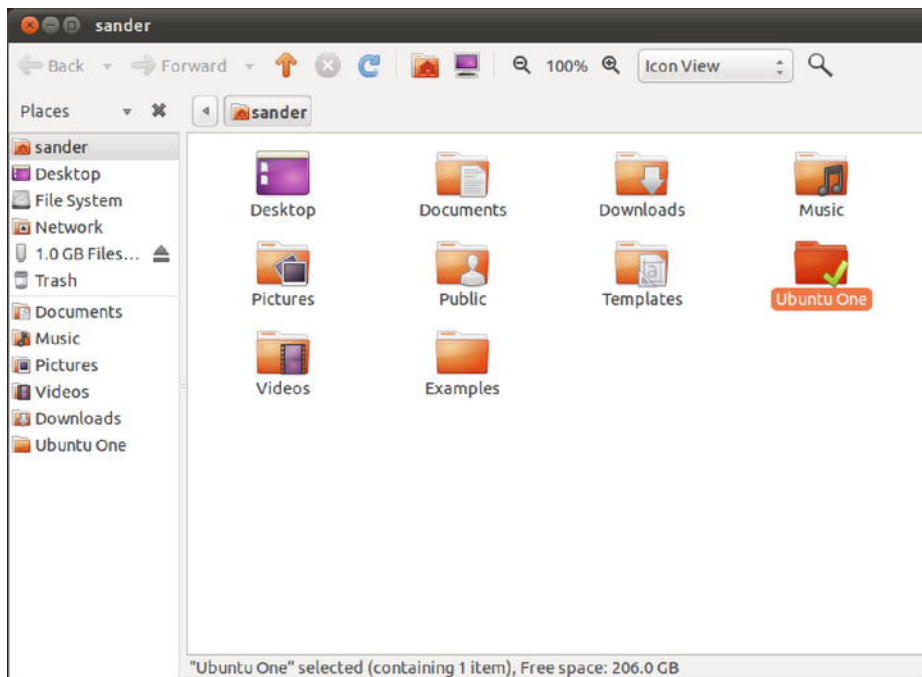 sander
Back Forward 100% Icon View
Places sander
sander
Desktop
File System
Network
1.0 GB Files...
Trash
Documents
Music
Pictures
Videos
Downloads
Ubuntu One
Desktop Documents Downloads Music
Pictures Public Templates Ubuntu One
Videos Examples
"Ubuntu One" selected (containing 1 item), Free space: 206.0 GB